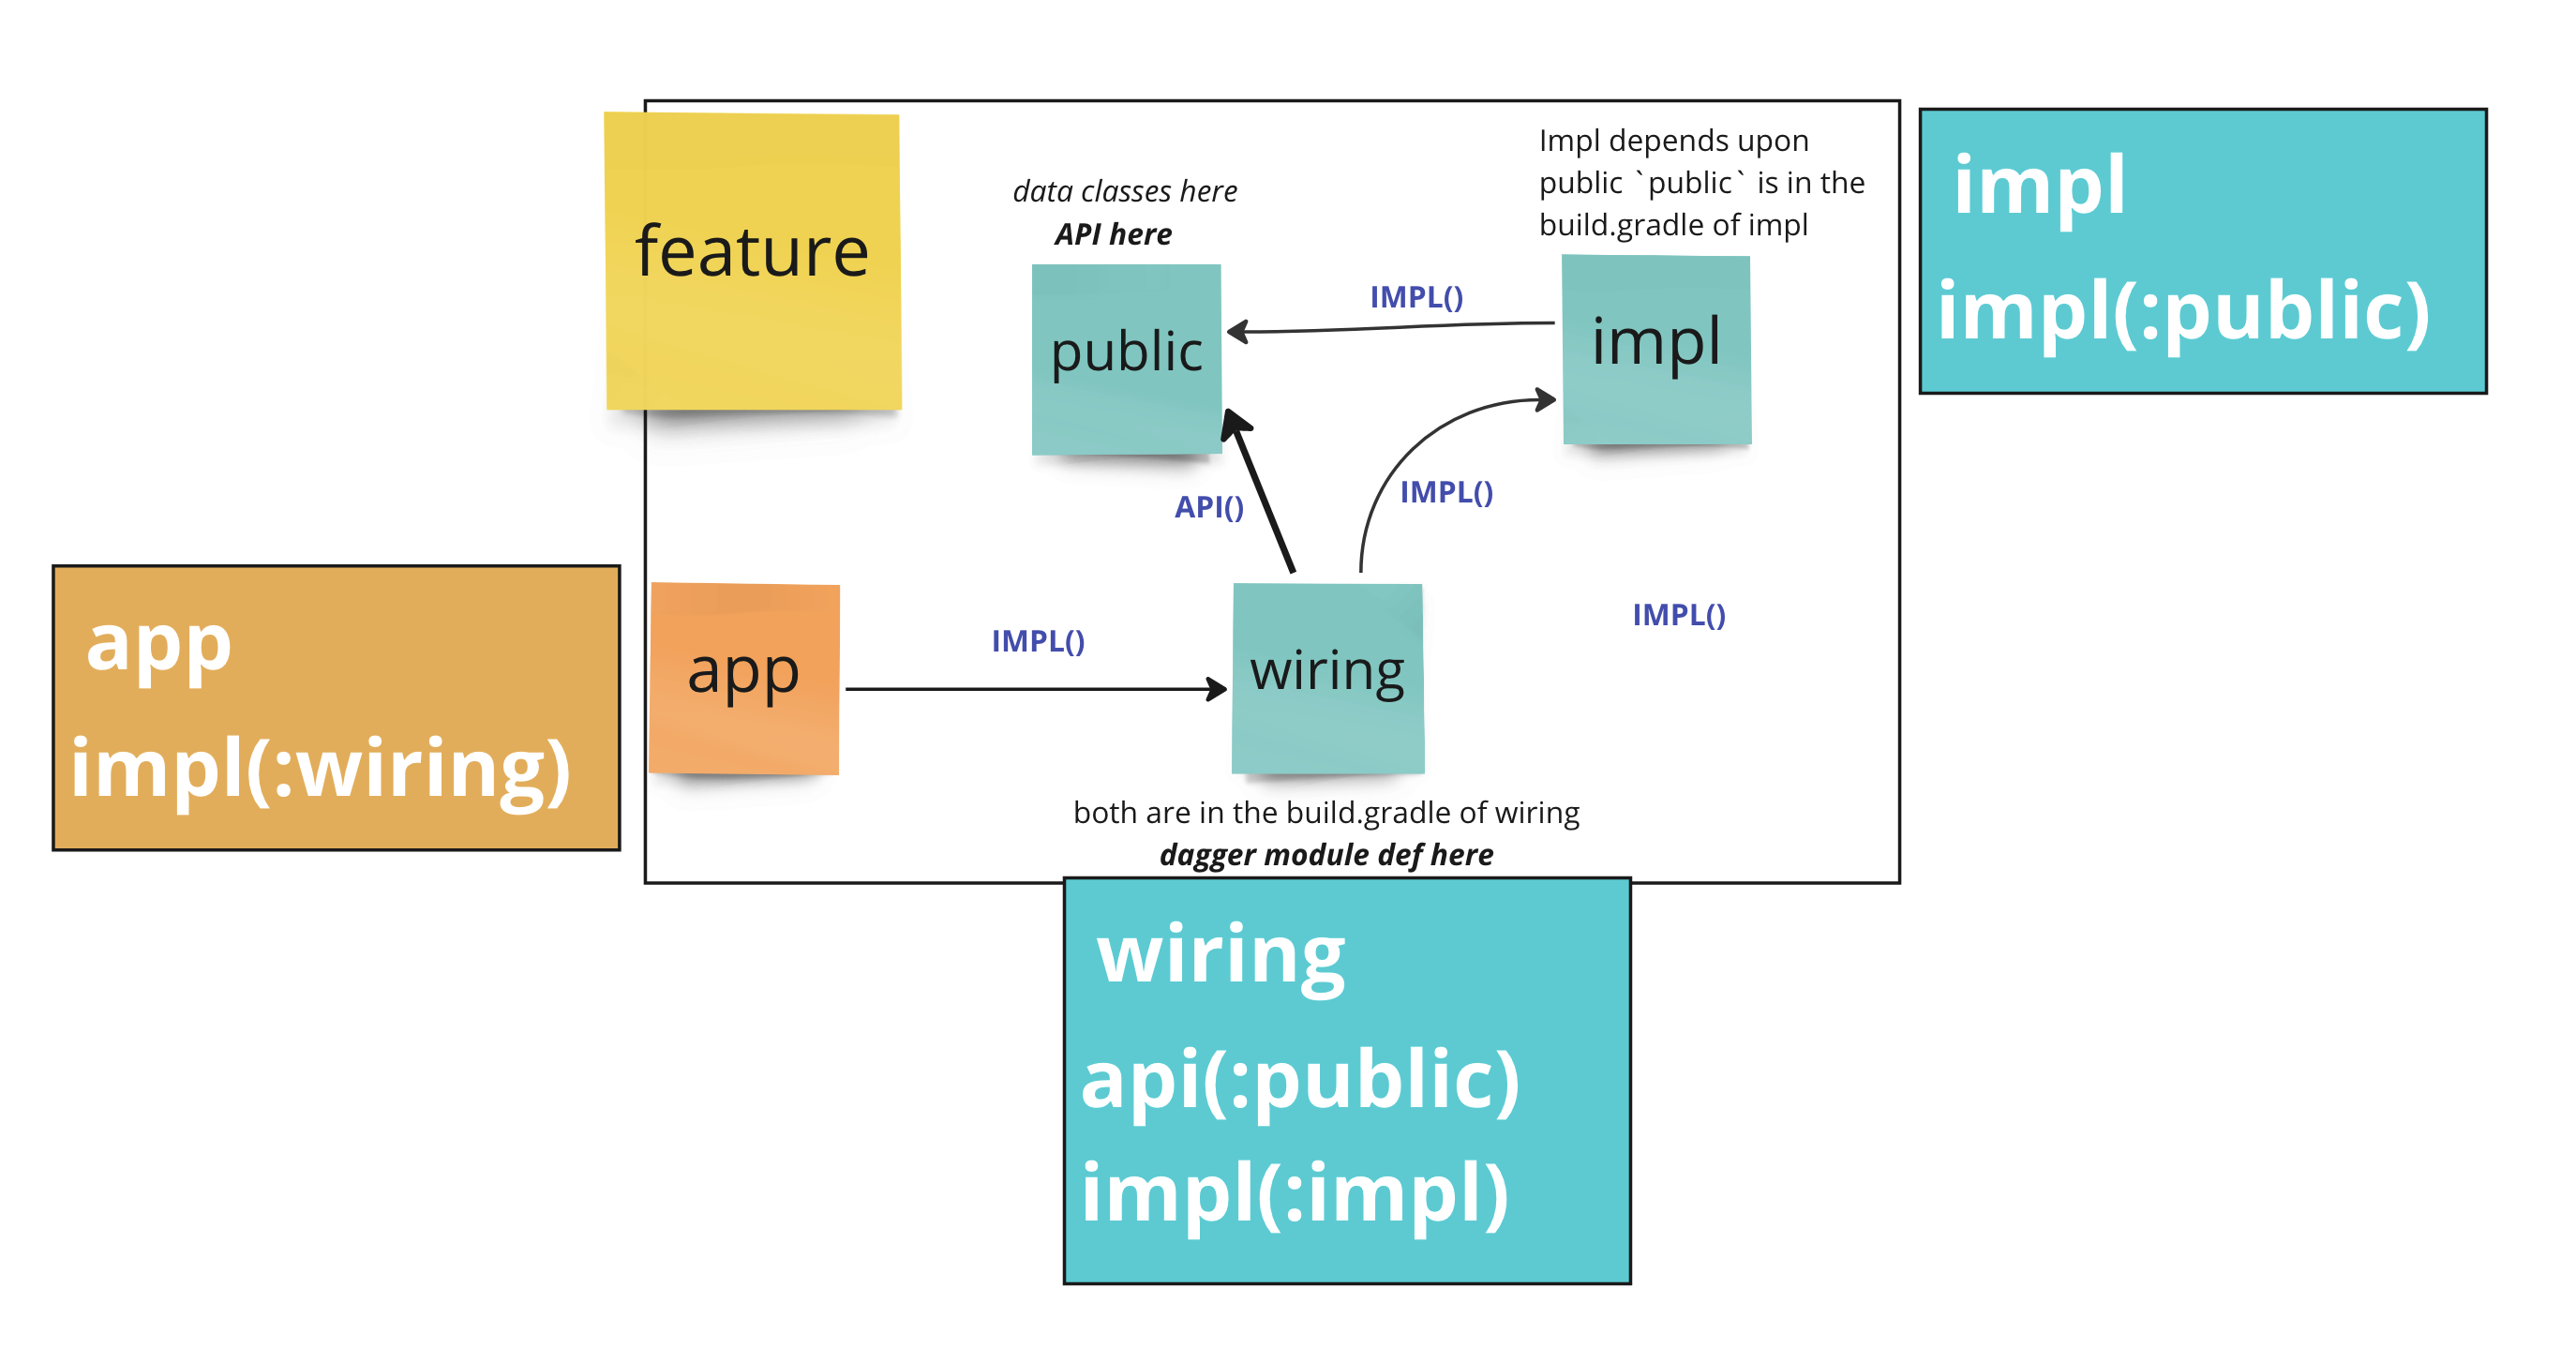 feature
data classes here
API here
public
Impl depends upon
public `public` is in the
build.gradle of impl
IMPL()
impl
impl
impl(:public)
API()
IMPL()
app
impl(:wiring)
app
IMPL()
wiring
IMPL()
both are in the build.gradle of wiring
dagger module def here
wiring
api(:public)
impl(:impl)